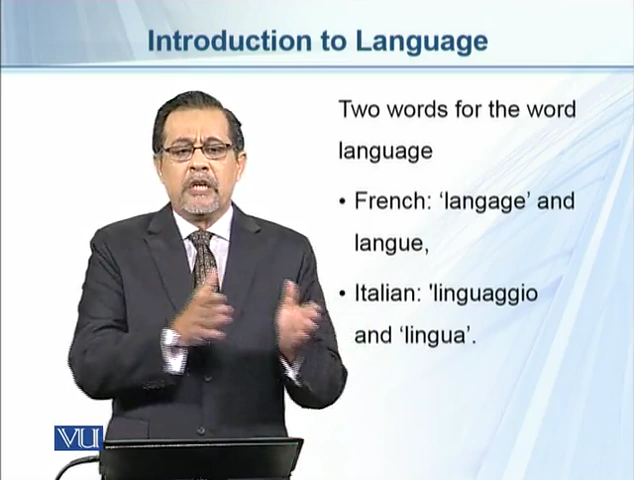 Introduction to Language
Two words for the word
language
• French: ‘langage’ and
langue,
• Italian: 'linguaggio
and ‘lingua’.
VU